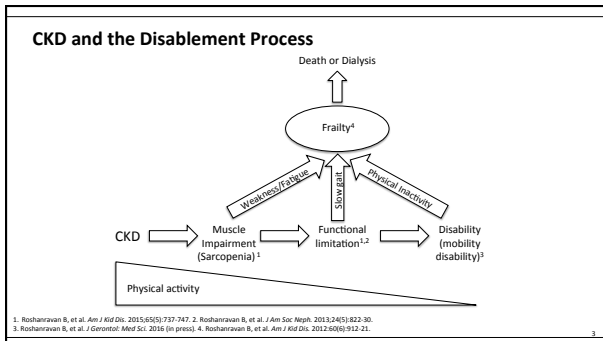 CKD and the Disablement Process
Death or Dialysis
Frailty4
Weakness/Fatigue
Slow gait
Physical Inactivity
CKD
Muscle
Impairment
(Sarcopenia) 1
Functional
limitation1,2
Disability
(mobility
disability)3
Physical activity
1. Roshanravan B, et al. Am J Kid Dis. 2015;65(5):737-747. 2. Roshanravan B, et al. J Am Soc Neph. 2013;24(5):822-30.
3. Roshanravan B, et al. J Gerontol: Med Sci. 2016 (in press). 4. Roshanravan B, et al. Am J Kid Dis. 2012:60(6):912-21.
3